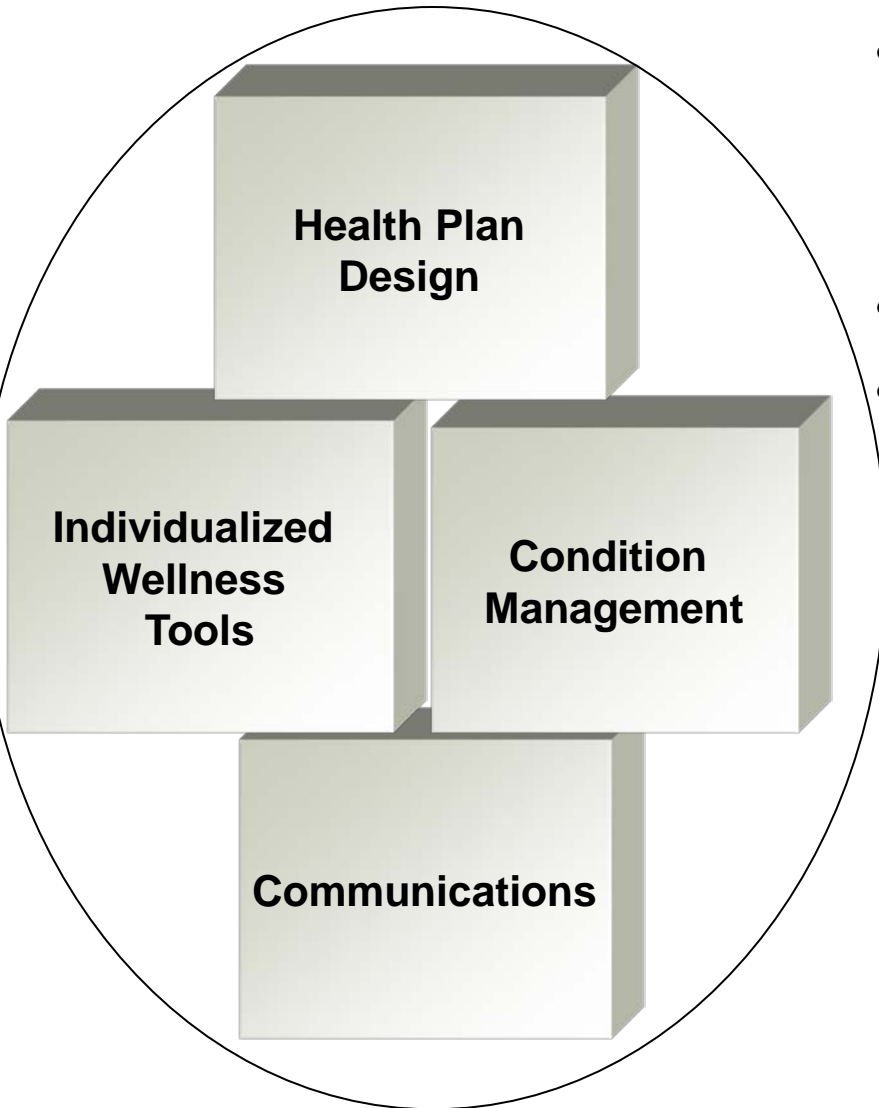 Health Plan
Design
Individualized
Wellness
Tools
Condition
Management
Communications